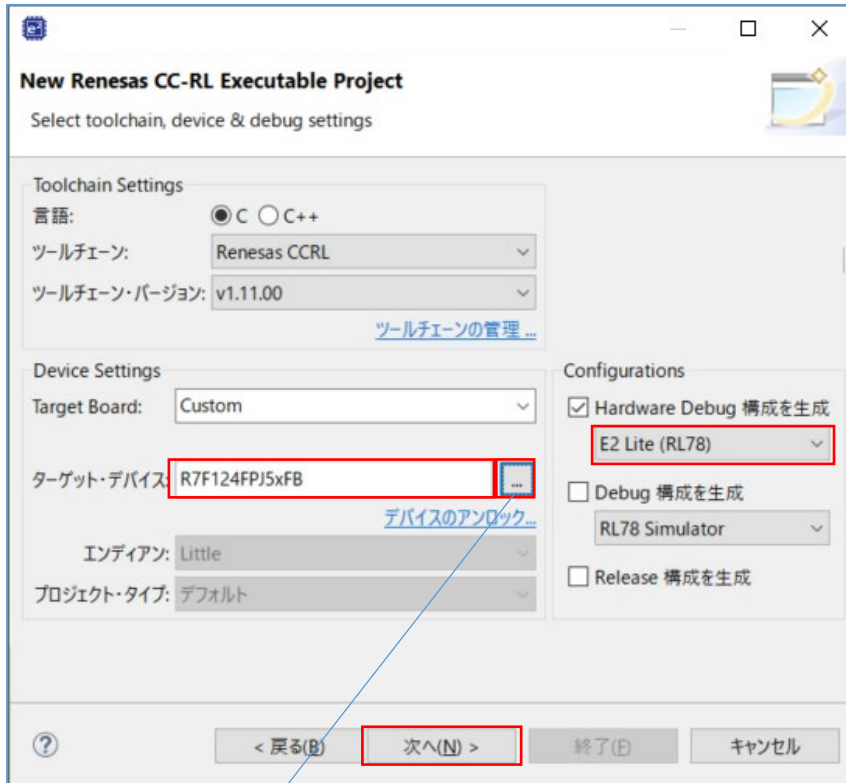 New Renesas CC-RL Executable Project
Select toolchain, device & debug settings
Toolchain Settings
言語: C C++
ツールチェーン: Renesas CCRL
ツールチェーン・バージョン: v1.11.00
ツールチェーンの管理 ...
Device Settings
Target Board: Custom
ターゲット・デバイス: R7F124FPJ5xFB ...
デバイスのアンロック...
エンディアン: Little
プロジェクト・タイプ: デフォルト
Configurations
Hardware Debug 構成を生成
E2 Lite (RL78)
Debug 構成を生成
RL78 Simulator
Release 構成を生成
< 戻る(B) 次へ(N) > 終了(F) キャンセル